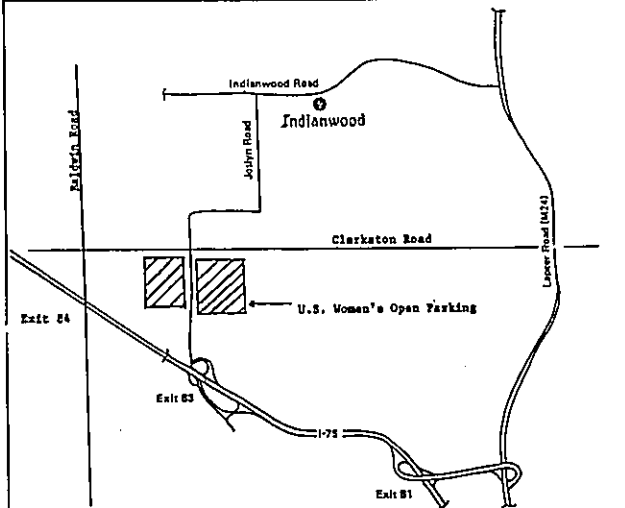 Indianwood Road
Indianwood
Baldwin Road
Joslyn Road
Clarkston Road
Lapeer Road (M24)
U.S. Women's Open Parking
Exit 84
Exit 83
I-75
Exit 81